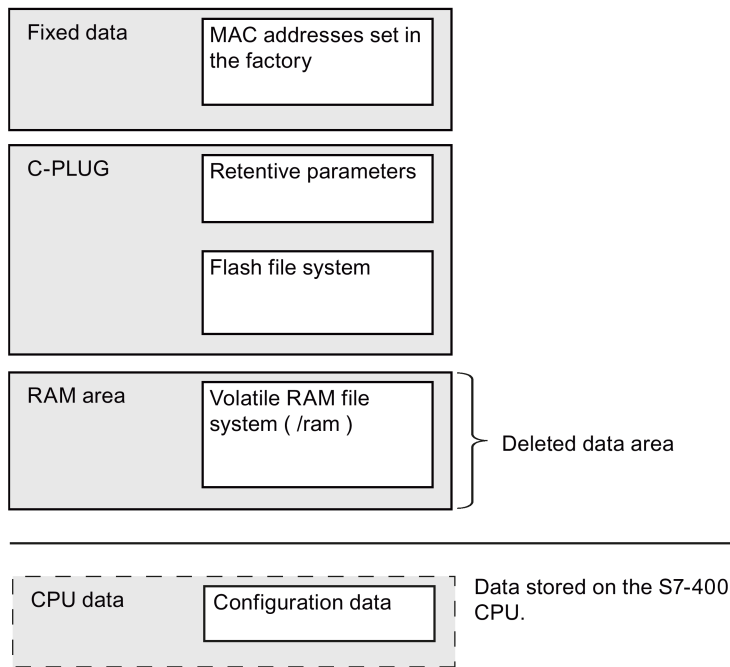 Fixed data
MAC addresses set in
the factory
C-PLUG
Retentive parameters
Flash file system
RAM area
Volatile RAM file
system ( /ram )
Deleted data area
CPU data
Configuration data
Data stored on the S7-400
CPU.